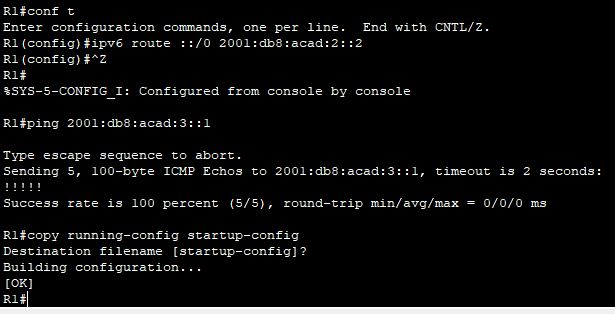 R1#conf t
Enter configuration commands, one per line.  End with CNTL/Z.
R1(config)#ipv6 route ::/0 2001:db8:acad:2::2
R1(config)#^Z
R1#
%SYS-5-CONFIG_I: Configured from console by console
R1#ping 2001:db8:acad:3::1
Type escape sequence to abort.
Sending 5, 100-byte ICMP Echos to 2001:db8:acad:3::1, timeout is 2 seconds:
!!!!!
Success rate is 100 percent (5/5), round-trip min/avg/max = 0/0/0 ms
R1#copy running-config startup-config
Destination filename [startup-config]?
Building configuration...
[OK]
R1#